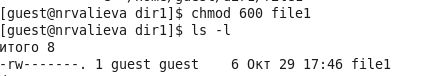 [guest@nrvalieva dir1]$ chmod 600 file1
[guest@nrvalieva dir1]$ ls -l
итого 8
-rw-------. 1 guest guest    6 Окт 29 17:46 file1